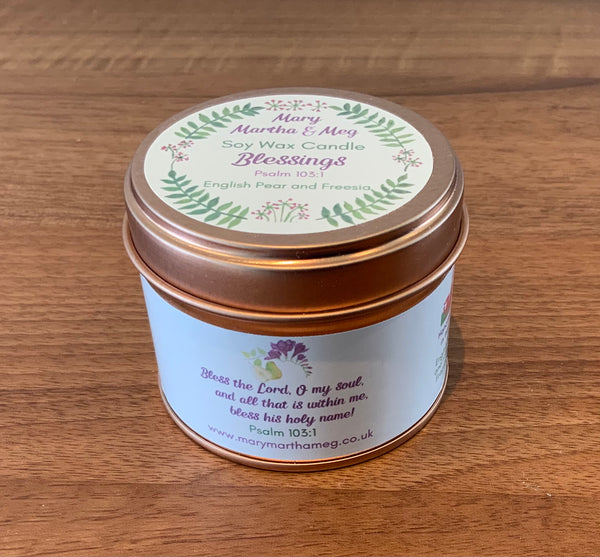 Mary
Martha & Meg
Soy Wax Candle
Blessings
Psalm 103:1
English Pear and Freesia
Bless the Lord, O my soul,
and all that is within me,
bless his holy name!
Psalm 103:1
www.marymarthameg.co.uk